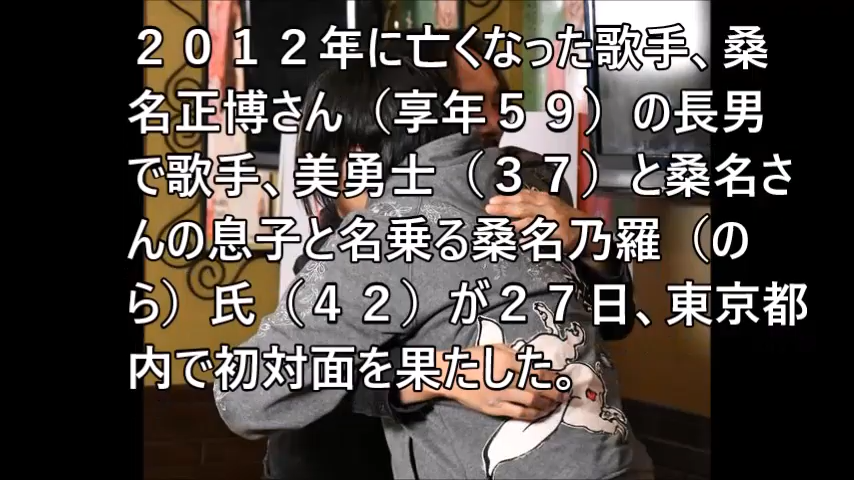 ２０１２年に亡くなった歌手、桑
名正博さん（享年５９）の長男
で歌手、美勇士（３７）と桑名さ
んの息子と名乗る桑名乃羅（の
ら）氏（４２）が２７日、東京都
内で初対面を果たした。